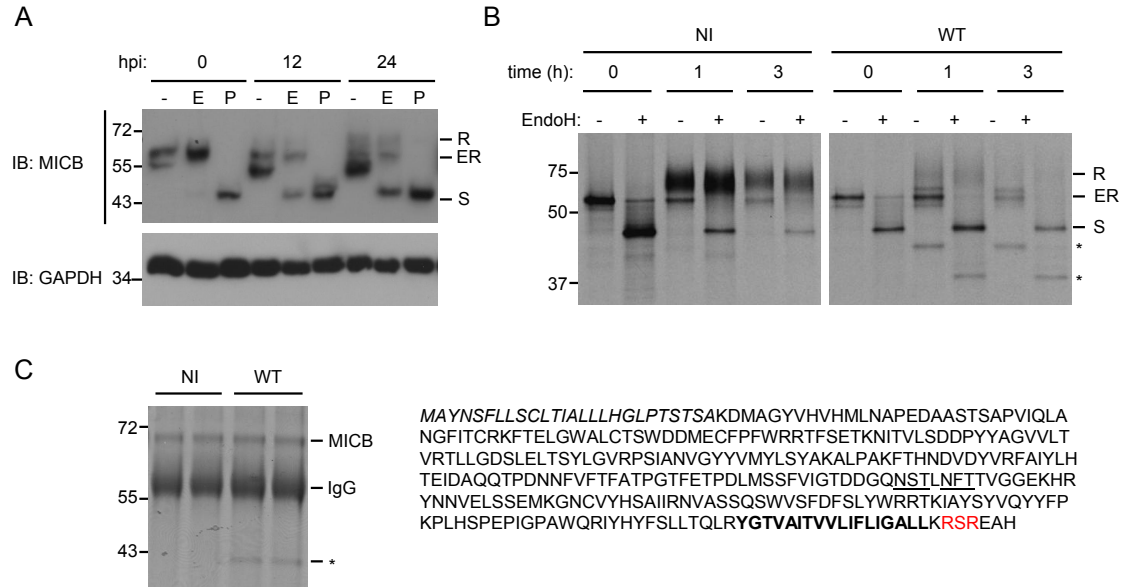 A
hpi: 0 12 24
- E P - E P - E P
IB: MICB
72
55
43
R
ER
S
IB: GAPDH
34
B
NI WT
time (h): 0 1 3 0 1 3
EndoH: - + - + - + - + - + - +
75
50
37
R
ER
S
*
*
C
NI WT
72
55
43
MICB
IgG
*
MAYNSFLLSCLTIALLLHGLPTSTSAKDMAGYVHVHMLNAPEDAASTSAPVIQLA
NGFITCRKFTELGWALCTSWDDMECFPFWRRTFSETKNITVLSDDPYYAGVVLT
VRTLLGDSLELTSYLGVRPSIANVGYYVMYLSYAKALPAKFTHNDVDYVRFAIYLH
TEIDAQQTPDNNFVFTFATPGTFETPDLMSSFVIGTDDGQNSTLNFTTVGGEKHR
YNNVELSSEMKGNCVYHSAIIRNVASSQSWVSFDFSLYWRRTKIAYSYVQYYFP
KPLHSPEPIGPAWQRIYHYFSLLTQLRYGTVAITVVLIFLIGALLKRSREAH